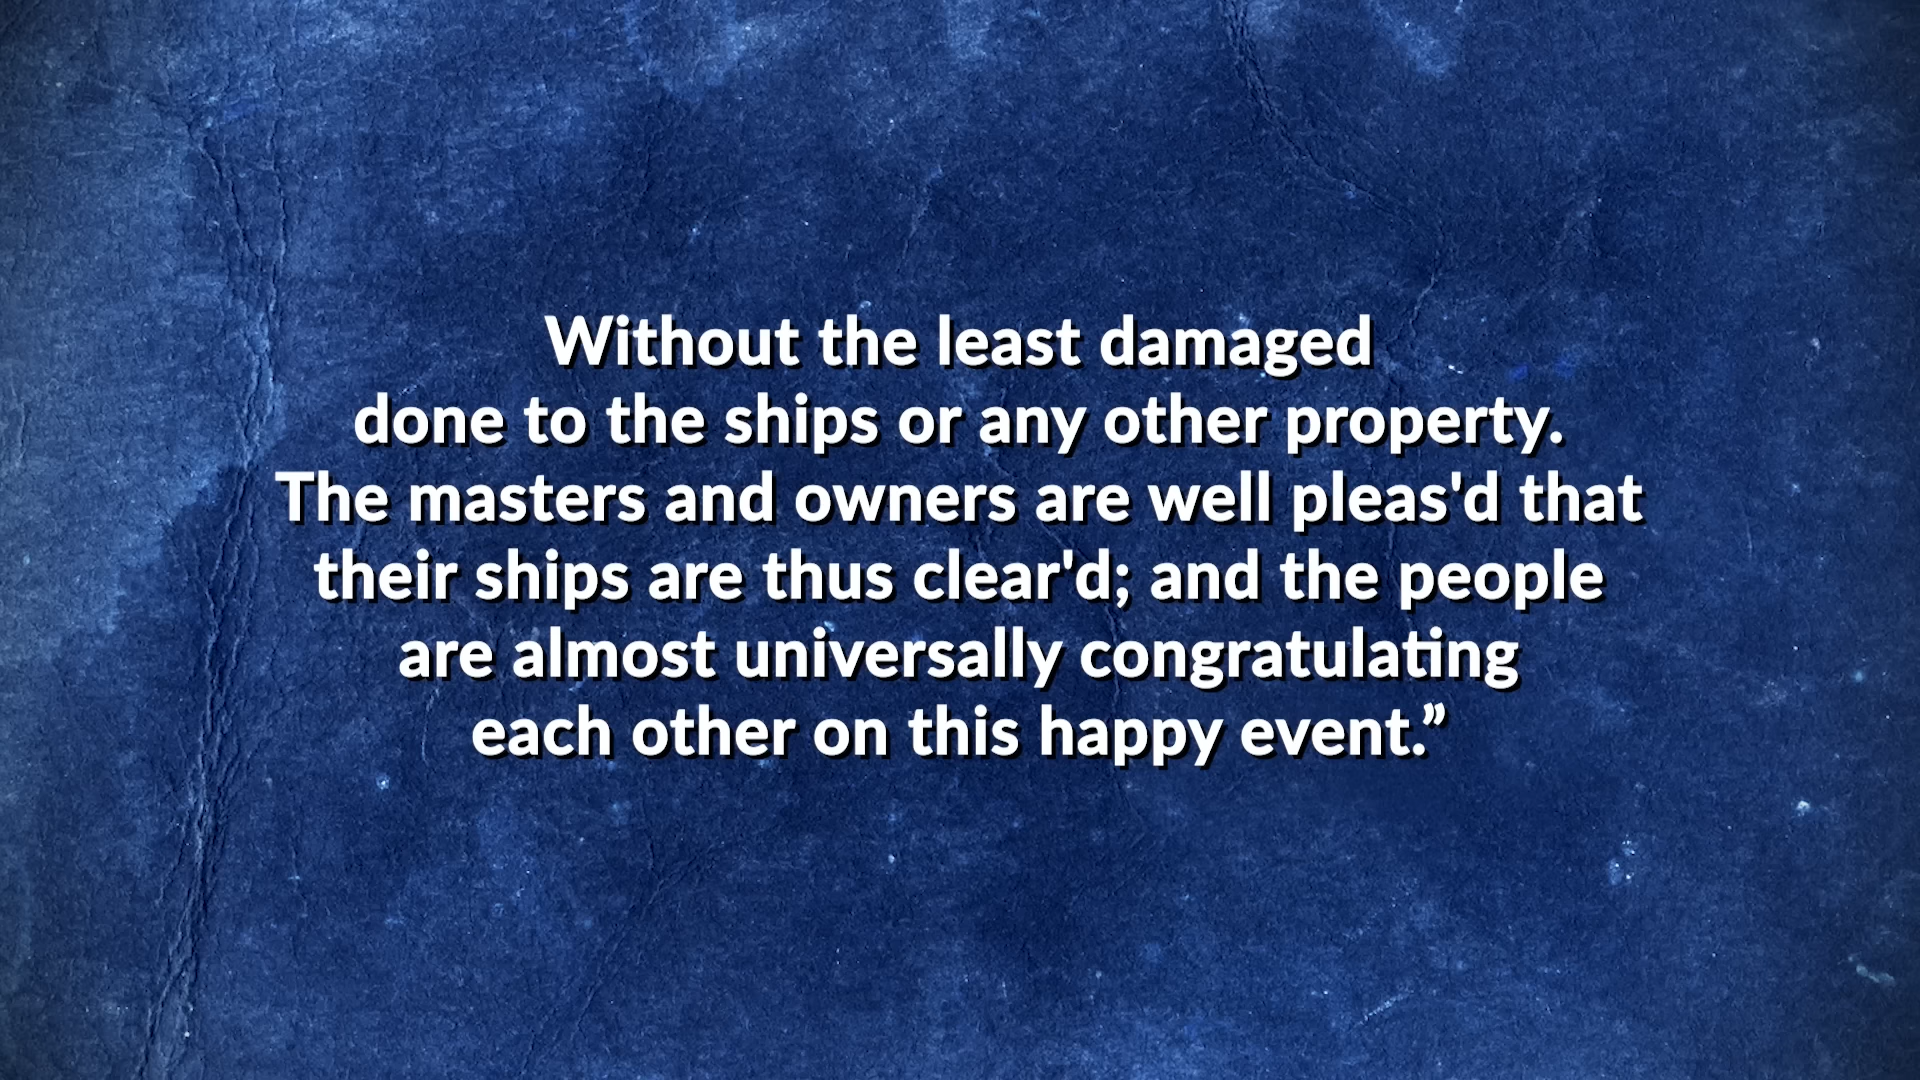 Without the least damaged
done to the ships or any other property.
The masters and owners are well pleas'd that
their ships are thus clear'd; and the people
are almost universally congratulating
each other on this happy event.”